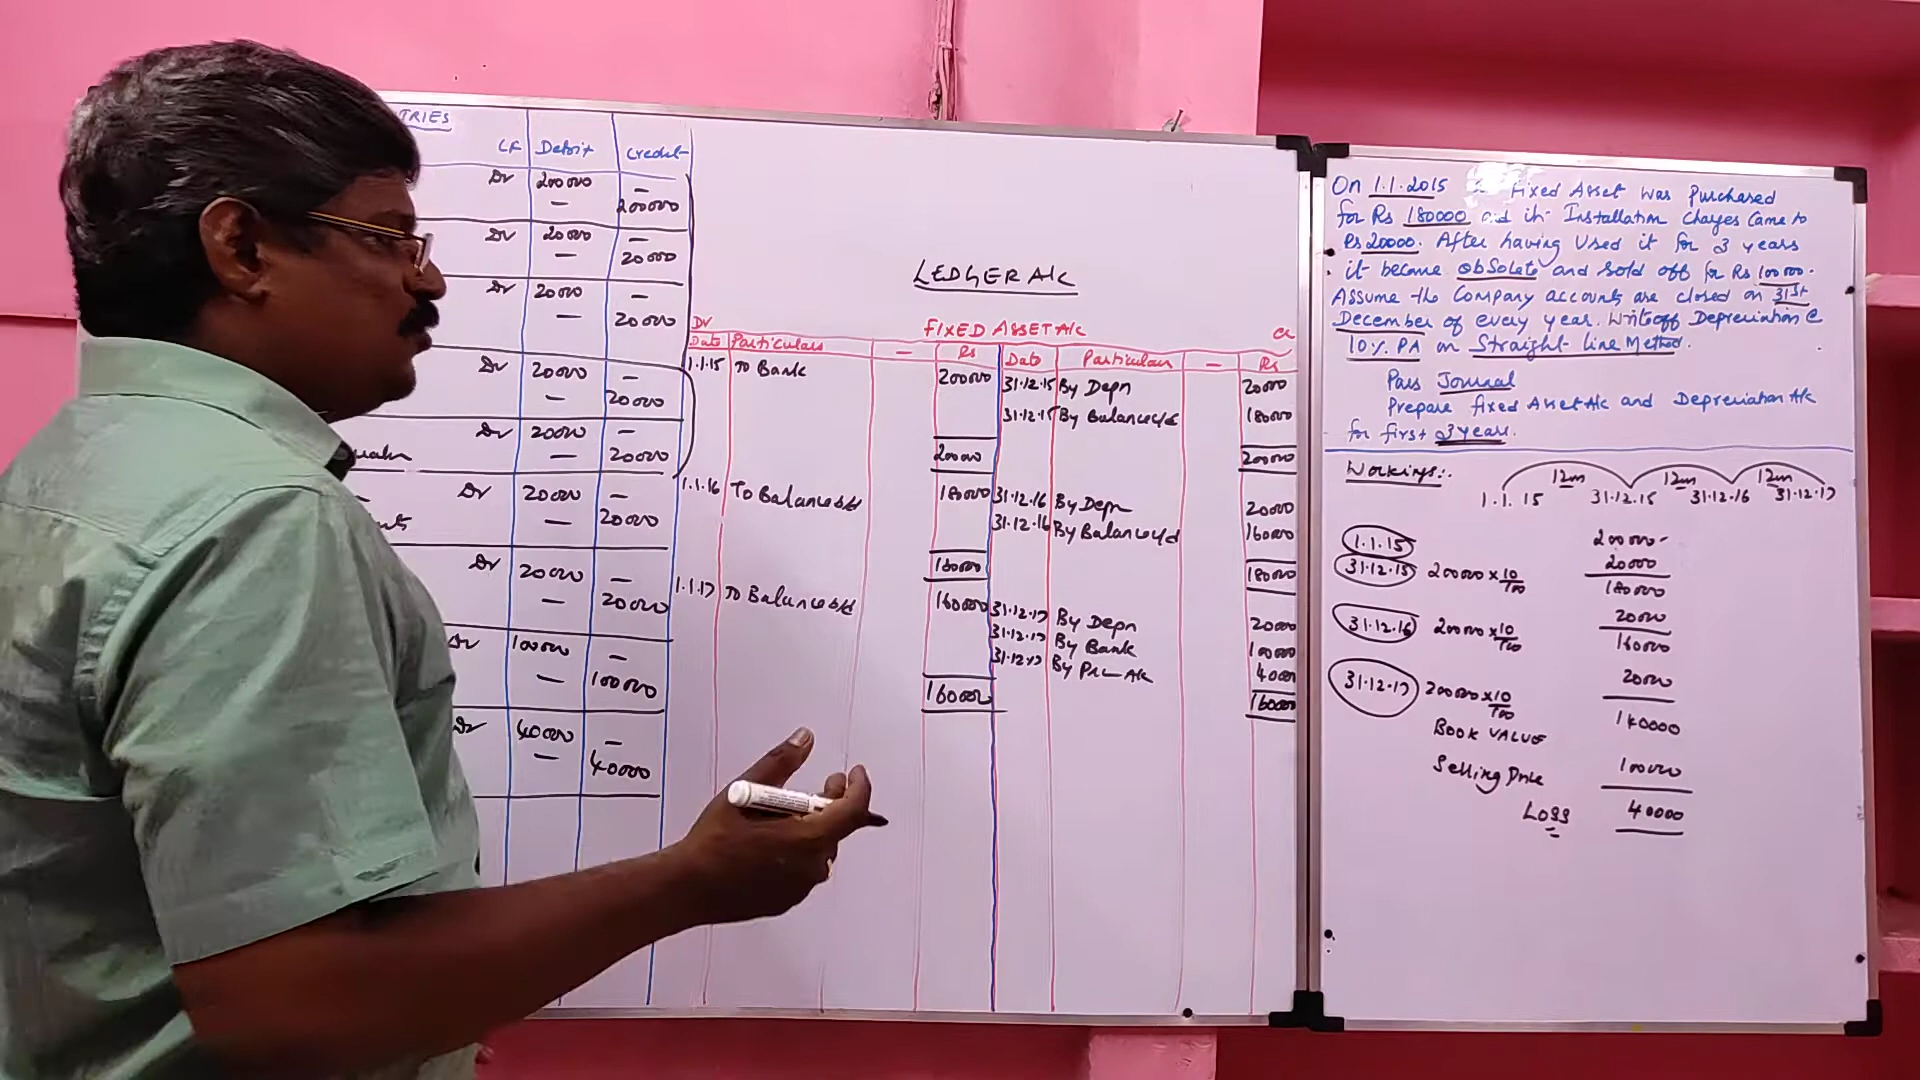 TRIES
CF Debit Credit
Dr 200000 —
— 200000
Dr 20000 —
— 20000
Dr 20000 —
— 20000
Dr 20000 —
— 20000
Dr 20000 —
— 20000
Dr 20000 —
— 20000
Dr 20000 —
— 20000
Dr 100000 —
— 100000
Dr 40000 —
— 40000
LEDGER A/c
Dr FIXED ASSET A/c Cr
Date Particulars — Rs Date Particulars — Rs
1.1.15 To Bank 200000 31.12.15 By Depn 20000
31.12.15 By Balance c/d 180000
200000 200000
1.1.16 To Balance b/d 180000 31.12.16 By Depn 20000
31.12.16 By Balance c/d 160000
180000 180000
1.1.17 To Balance b/d 160000 31.12.17 By Depn 20000
31.12.17 By Bank 100000
31.12.17 By P&L A/c 40000
160000 160000
On 1.1.2015 a Fixed Asset was purchased
for Rs 180000 and its Installation charges came to
Rs 20000. After having used it for 3 years
it become obsolete and sold off for Rs 100000.
Assume the Company accounts are closed on 31st
December of every year. Write off Depreciation @
10% PA on Straight line Method.
Pass Journal
Prepare fixed Asset A/c and Depreciation A/c
for first 3 years.
Workings:-
12m 12m 12m
1.1.15 31.12.15 31.12.16 31.12.17
1.1.15 200000
31.12.15 200000 x 10/100 20000
180000
31.12.16 200000 x 10/100 20000
160000
31.12.17 200000 x 10/100 20000
BOOK VALUE 140000
Selling Price 100000
Loss 40000